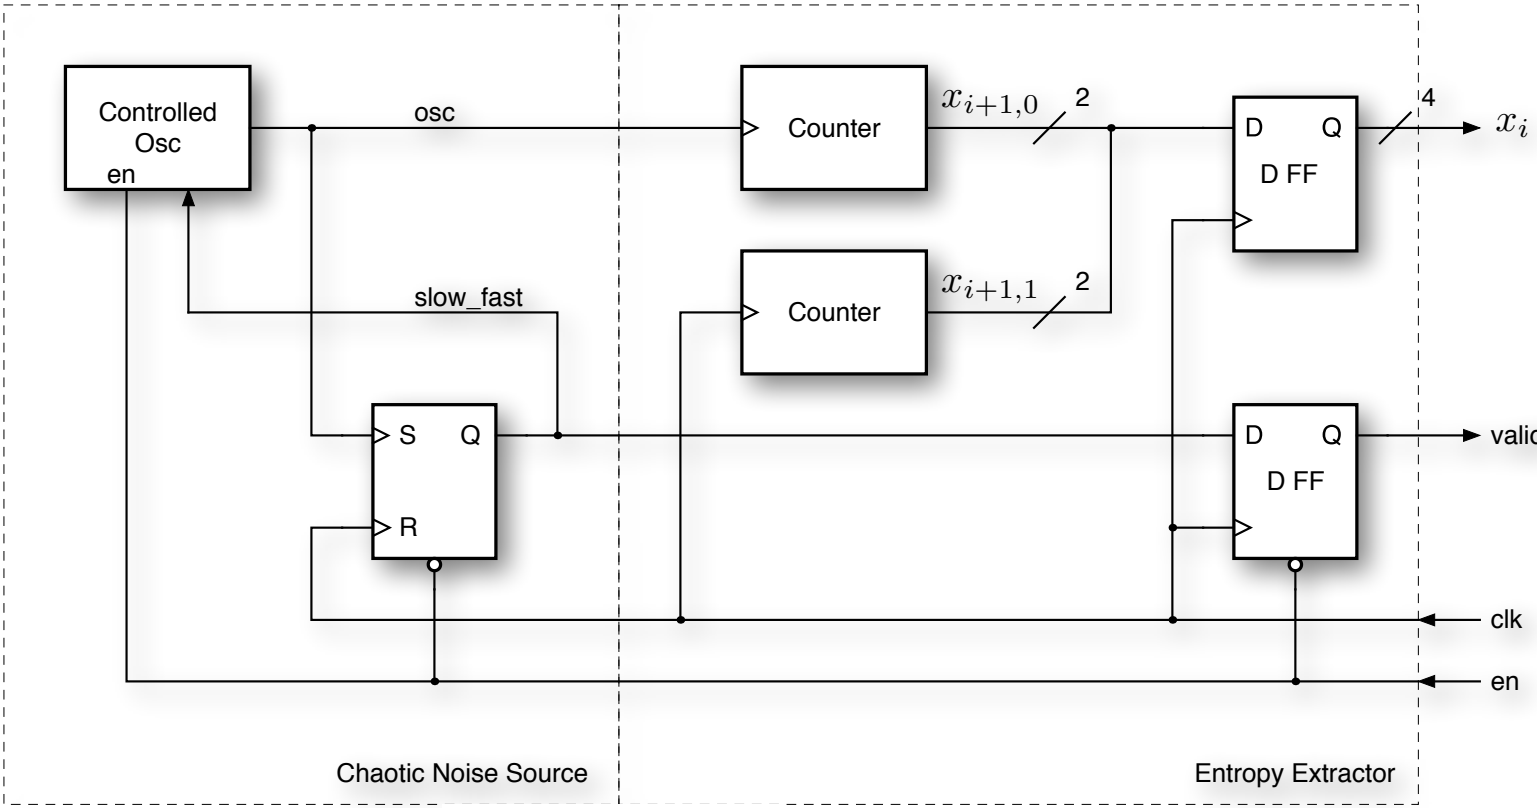 Controlled
Osc
en
osc
Counter
x_{i+1,0}
2
D
Q
D FF
4
x_i
slow_fast
Counter
x_{i+1,1}
2
S
Q
R
D
Q
D FF
valid
clk
en
Chaotic Noise Source
Entropy Extractor